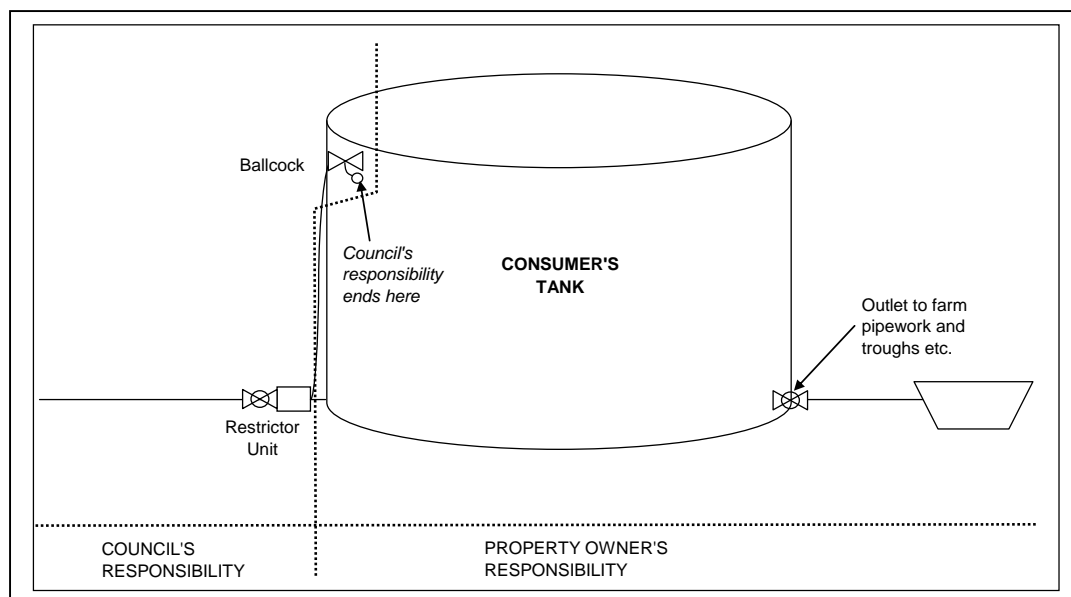 Ballcock
Council's
responsibility
ends here
CONSUMER'S
TANK
Outlet to farm
pipework and
troughs etc.
Restrictor
Unit
COUNCIL'S
RESPONSIBILITY
PROPERTY OWNER'S
RESPONSIBILITY